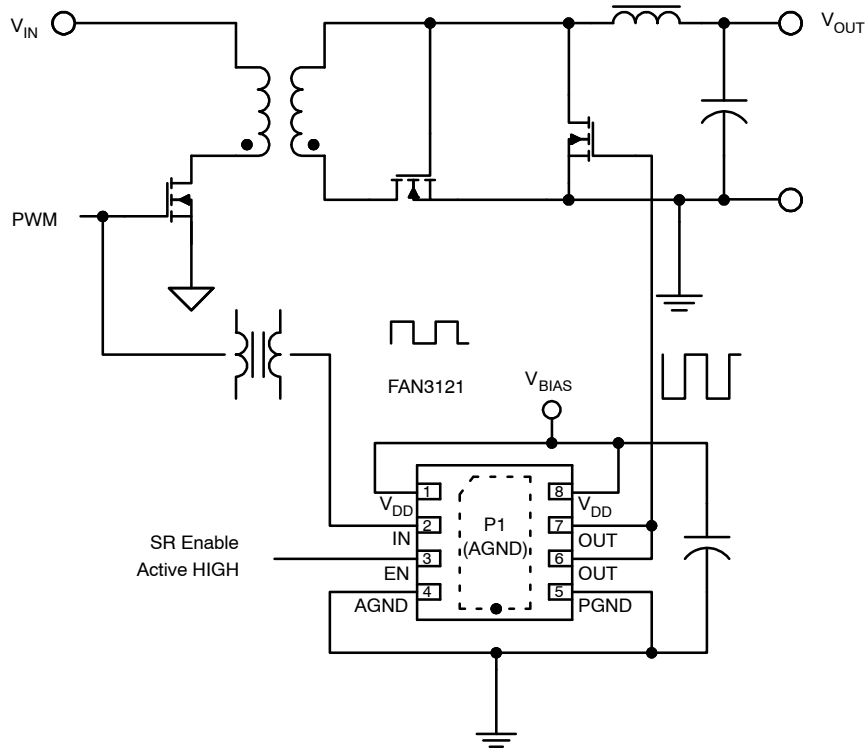 VIN
VOUT
PWM
FAN3121
VBIAS
SR Enable
Active HIGH
1
VDD
2
IN
3
EN
4
AGND
P1
(AGND)
8
VDD
7
OUT
6
OUT
5
PGND